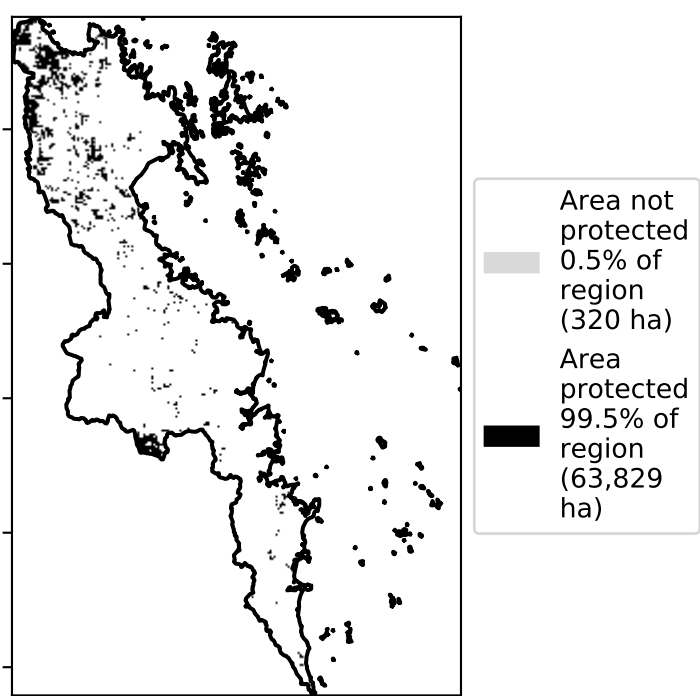 Area not
protected
0.5% of
region
(320 ha)
Area
protected
99.5% of
region
(63,829
ha)